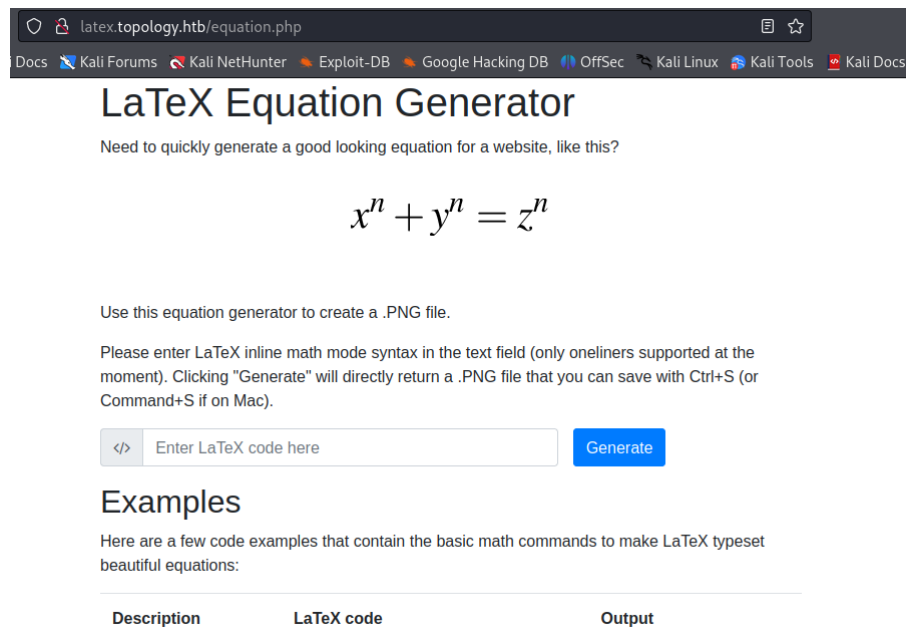 latex.topology.htb/equation.php
Docs Kali Forums Kali NetHunter Exploit-DB Google Hacking DB OffSec Kali Linux Kali Tools Kali Docs
LaTeX Equation Generator
Need to quickly generate a good looking equation for a website, like this?
xⁿ + yⁿ = zⁿ
Use this equation generator to create a .PNG file.
Please enter LaTeX inline math mode syntax in the text field (only oneliners supported at the
moment). Clicking "Generate" will directly return a .PNG file that you can save with Ctrl+S (or
Command+S if on Mac).
</> Enter LaTeX code here Generate
Examples
Here are a few code examples that contain the basic math commands to make LaTeX typeset
beautiful equations:
Description LaTeX code Output